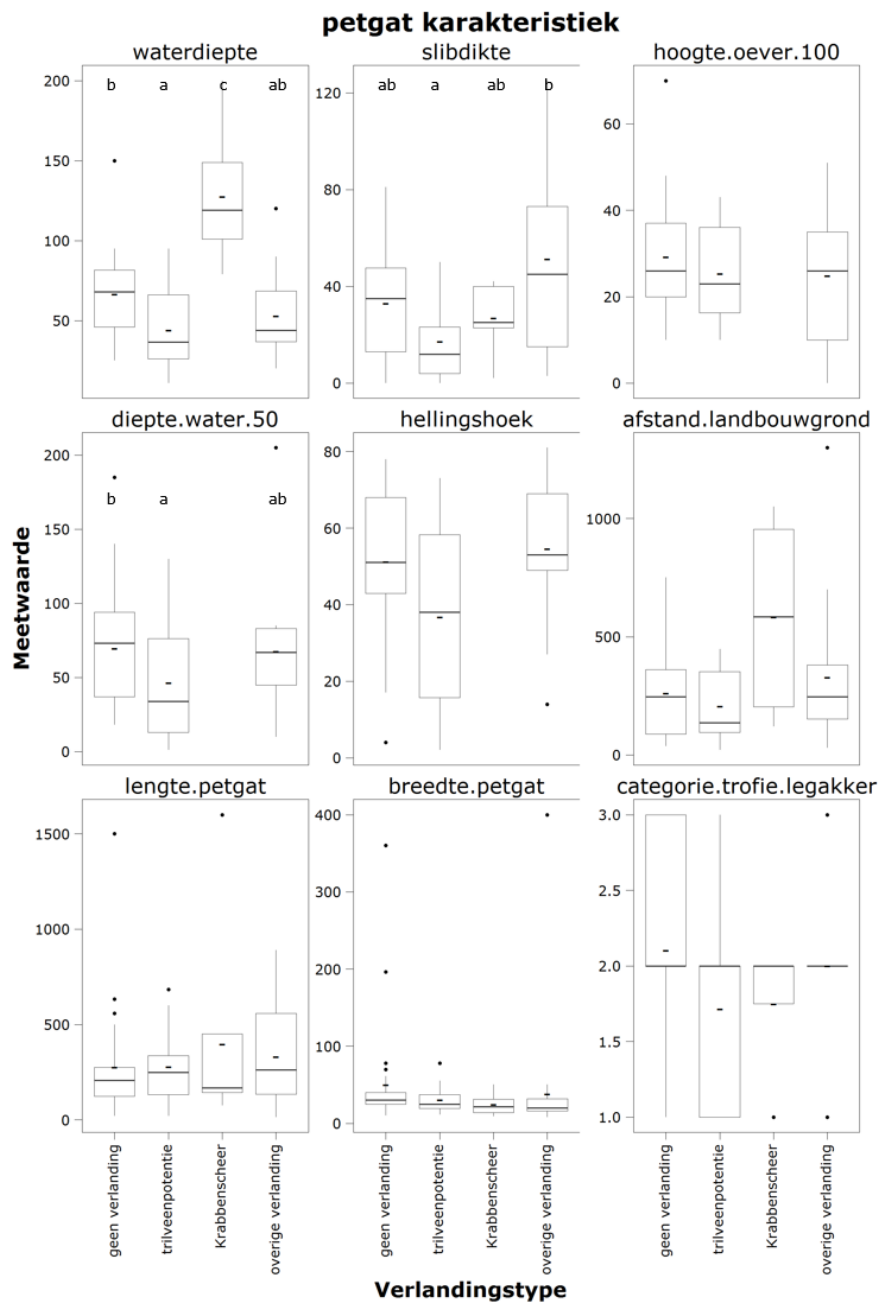 petgat karakteristiek
waterdiepte slibdikte hoogte.oever.100
200
150
100
50
b a c ab
120
80
40
0
ab a ab b
60
40
20
0
diepte.water.50 hellingshoek afstand.landbouwgrond
200
150
100
50
0
b a ab
80
60
40
20
0
1000
500
0
Meetwaarde
lengte.petgat breedte.petgat categorie.trofie.legakker
1500
1000
500
0
400
300
200
100
0
3.0
2.5
2.0
1.5
1.0
geen verlanding
trilveenpotentie
Krabbenscheer
overige verlanding
geen verlanding
trilveenpotentie
Krabbenscheer
overige verlanding
geen verlanding
trilveenpotentie
Krabbenscheer
overige verlanding
Verlandingstype